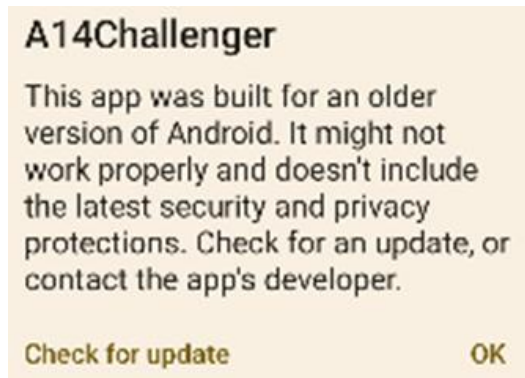 A14Challenger
This app was built for an older
version of Android. It might not
work properly and doesn't include
the latest security and privacy
protections. Check for an update, or
contact the app's developer.
Check for update OK